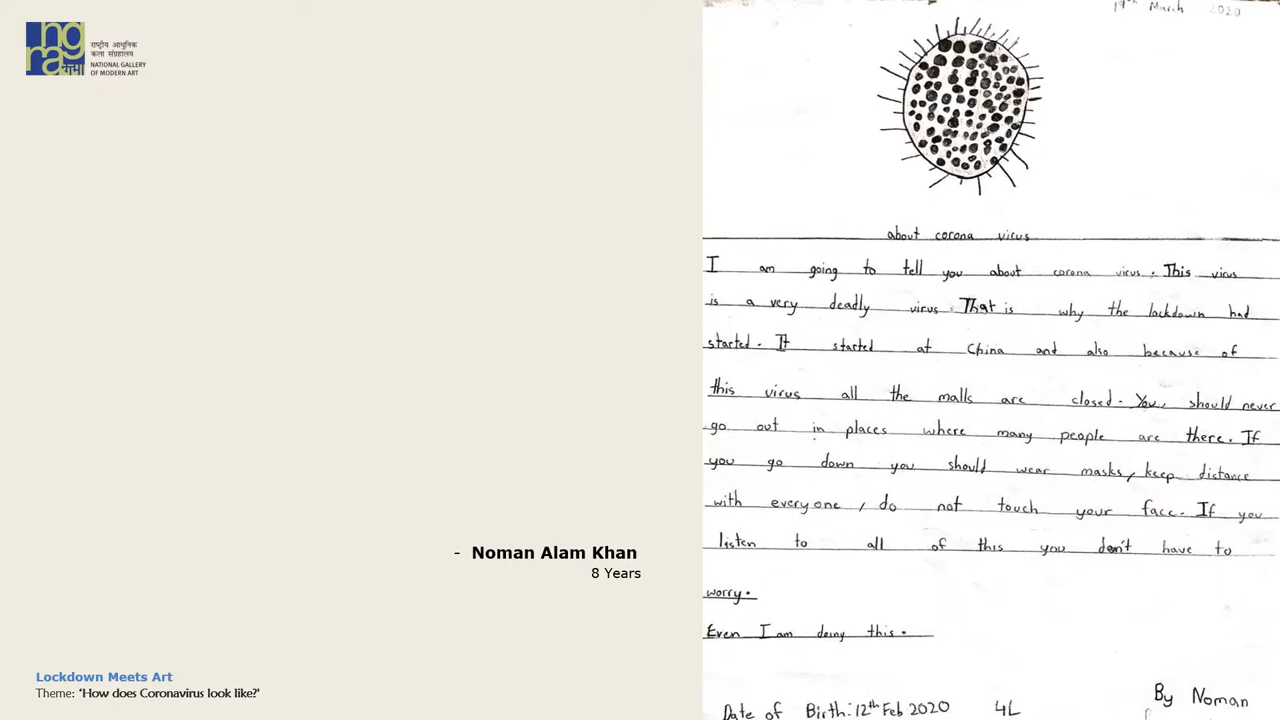 राष्ट्रीय आधुनिक
कला संग्रहालय
NATIONAL GALLERY
OF MODERN ART
- Noman Alam Khan
8 Years
Lockdown Meets Art
Theme: ‘How does Coronavirus look like?'
19th March 2020
about corona virus
I am going to tell you about corona virus. This virus
is a very deadly virus. That is why the lockdown had
started. It started at China and also because of
this virus all the malls are closed. You should never
go out in places where many people are there. If
you go down you should wear masks, keep distance
with everyone, do not touch your face. If you
listen to all of this you don't have to
worry.
Even I am doing this.
By Noman
Date of Birth: 12th Feb 2020 4L